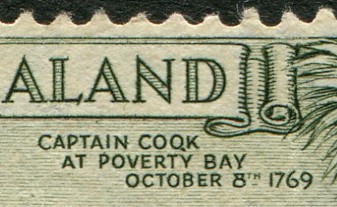 ALAND
CAPTAIN COQK
AT POVERTY BAY
OCTOBER 8TH 1769